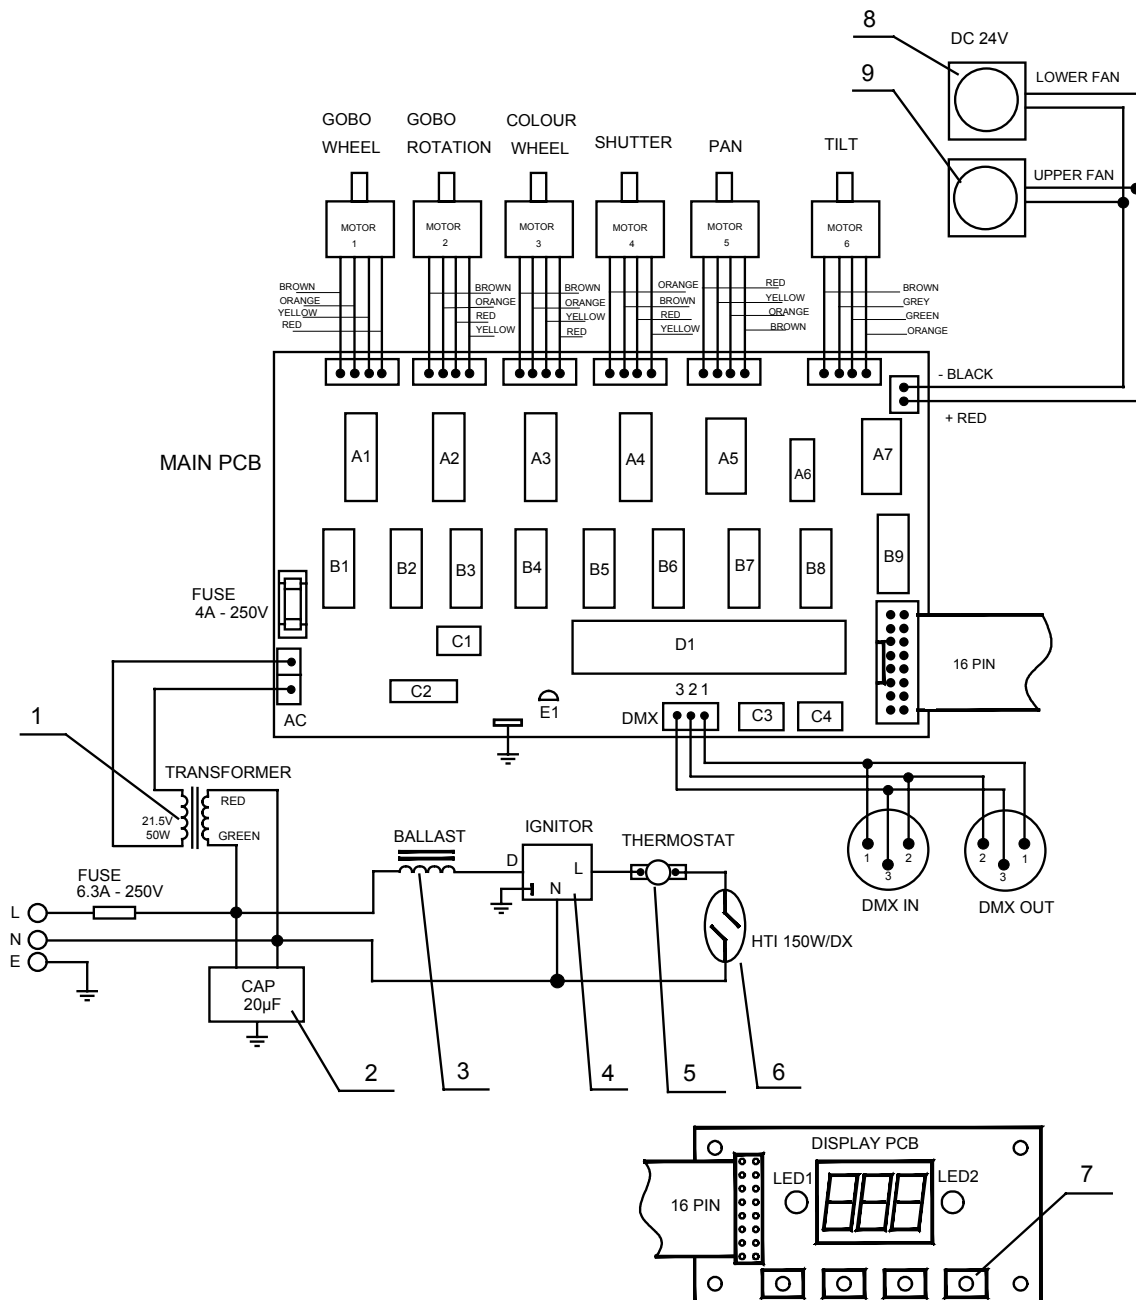 8
DC 24V
LOWER FAN
9
UPPER FAN
GOBO
WHEEL
GOBO
ROTATION
COLOUR
WHEEL
SHUTTER
PAN
TILT
MOTOR
1
MOTOR
2
MOTOR
3
MOTOR
4
MOTOR
5
MOTOR
6
BROWN
ORANGE
YELLOW
RED
BROWN
ORANGE
RED
YELLOW
BROWN
ORANGE
YELLOW
RED
ORANGE
BROWN
RED
YELLOW
RED
YELLOW
ORANGE
BROWN
BROWN
GREY
GREEN
ORANGE
- BLACK
+ RED
MAIN PCB
A1
A2
A3
A4
A5
A6
A7
B1
B2
B3
B4
B5
B6
B7
B8
B9
FUSE
4A - 250V
C1
D1
16 PIN
C2
E1
3 2 1
DMX
C3
C4
AC
1
TRANSFORMER
21.5V
50W
RED
GREEN
BALLAST
IGNITOR
D
L
N
THERMOSTAT
1
2
3
DMX IN
2
1
3
DMX OUT
FUSE
6.3A - 250V
L
N
E
HTI 150W/DX
CAP
20µF
2
3
4
5
6
DISPLAY PCB
LED1
LED2
16 PIN
7